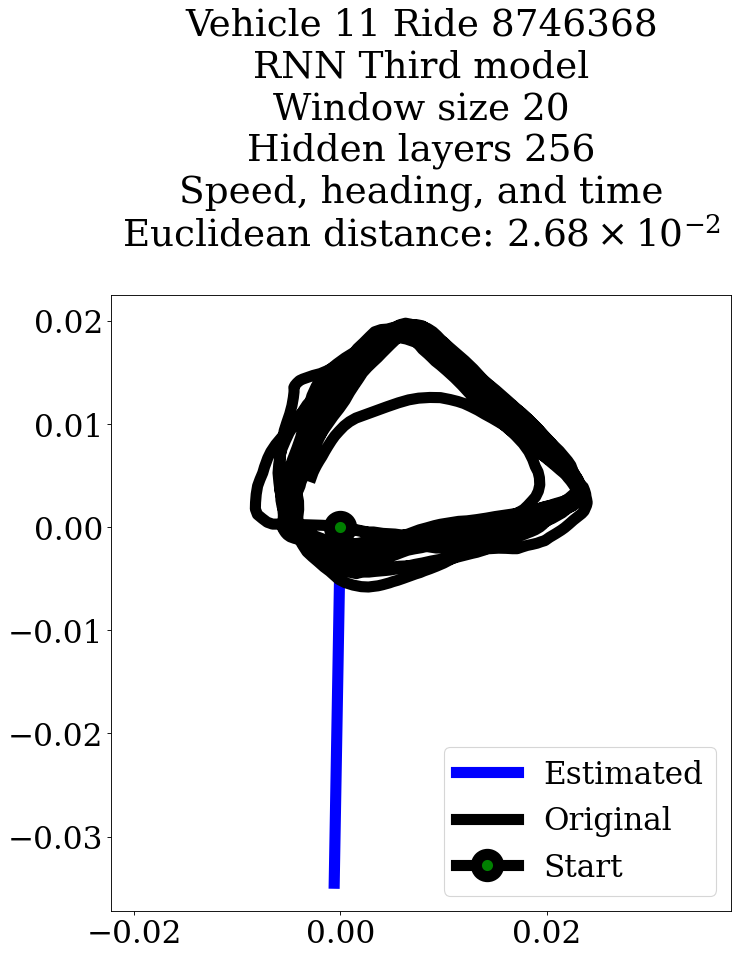 Vehicle 11 Ride 8746368
RNN Third model
Window size 20
Hidden layers 256
Speed, heading, and time
Euclidean distance: 2.68 × 10⁻²
0.02
0.01
0.00
−0.01
−0.02
−0.03
−0.02 0.00 0.02
Estimated
Original
Start